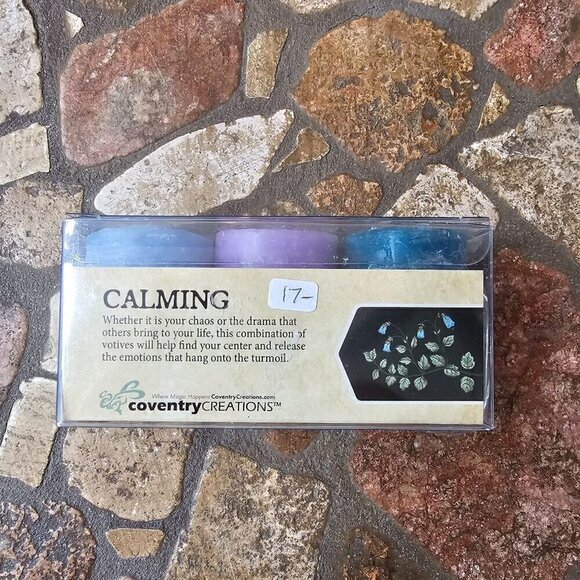 CALMING
17-
Whether it is your chaos or the drama that
others bring to your life, this combination of
votives will help find your center and release
the emotions that hang onto the turmoil.
Where Magic Happens CoventryCreations.com
coventryCREATIONS™